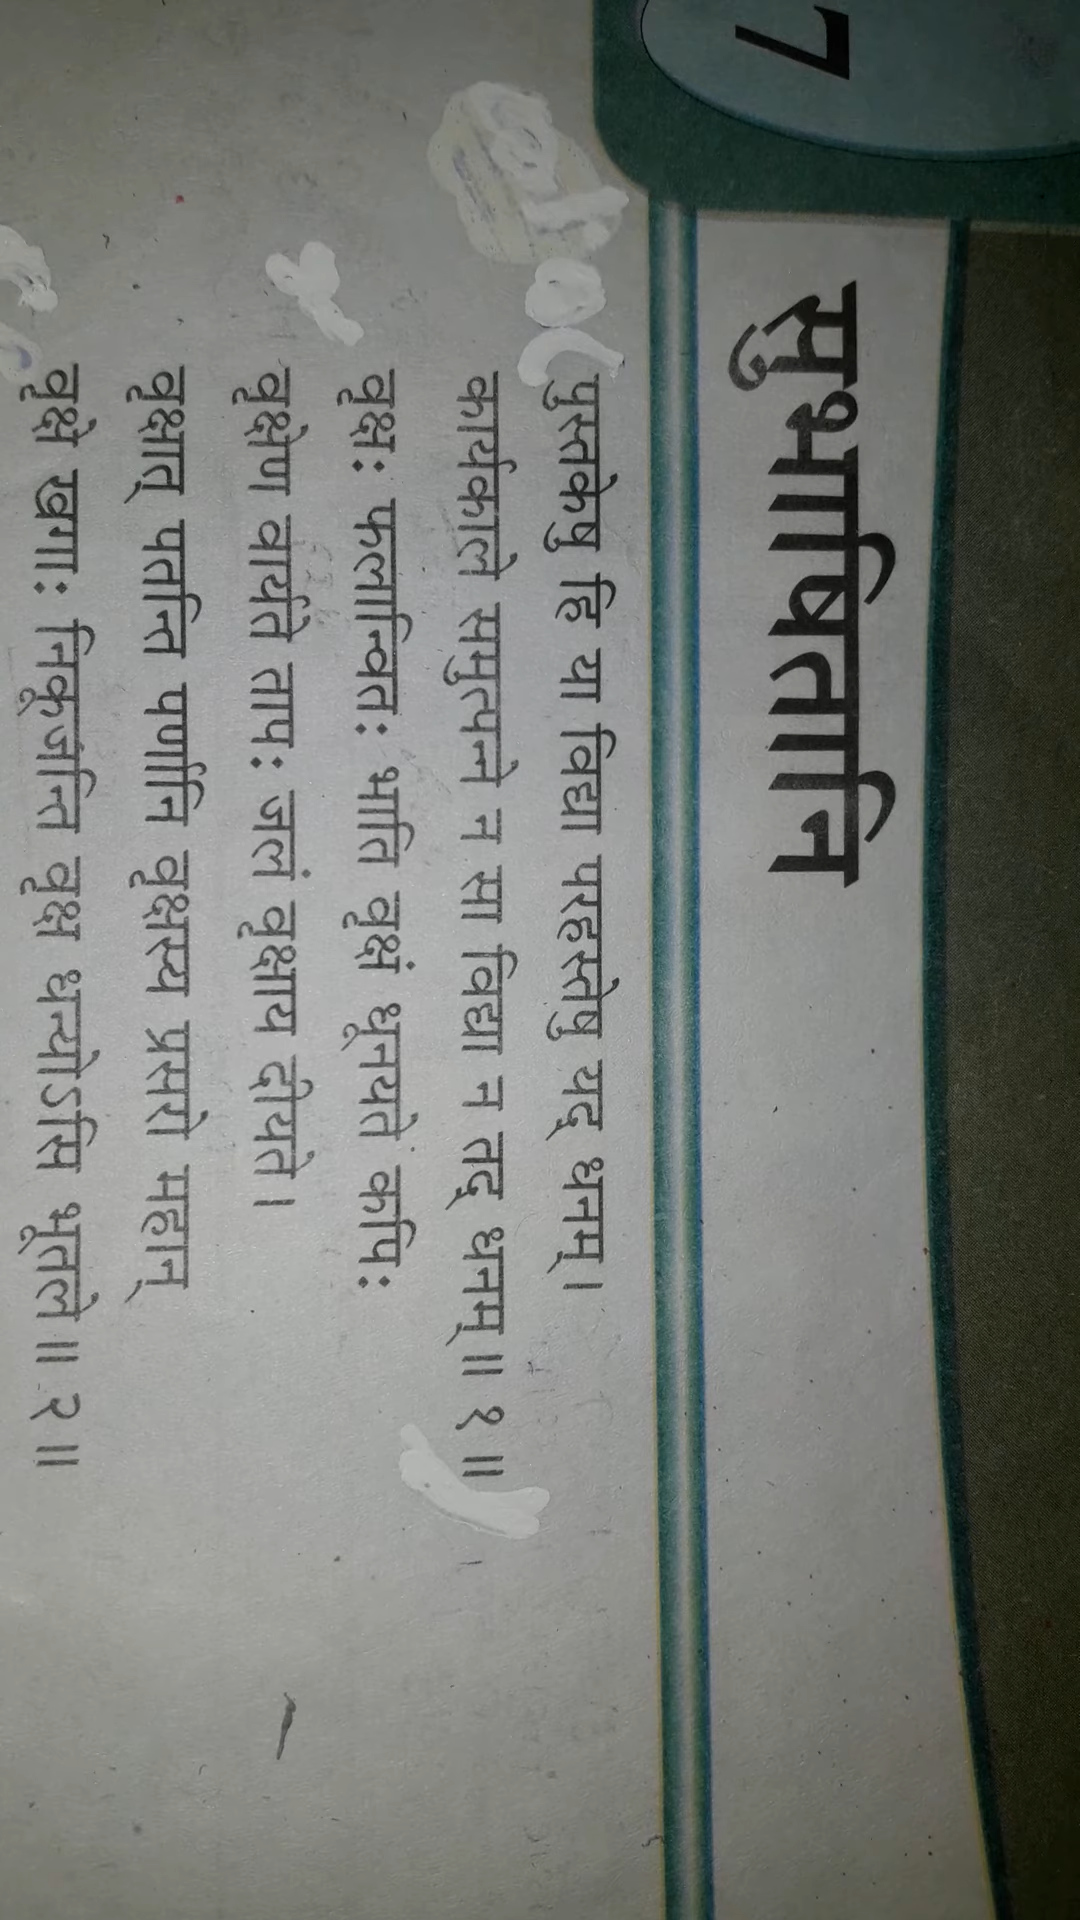 7
सुभाषितानि
पुस्तकेषु हि या विद्या परहस्तेषु यद् धनम्।
कार्यकाले समुत्पन्ने न सा विद्या न तद् धनम्॥ १ ॥
वृक्षः फलान्वितः भाति वृक्षं धूनयते कपिः
वृक्षेण वार्यते तापः जलं वृक्षाय दीयते।
वृक्षात् पतन्ति पर्णानि वृक्षस्य प्रसरो महान्
वृक्षे खगाः निकूजन्ति वृक्ष धन्योऽसि भूतले॥ २ ॥